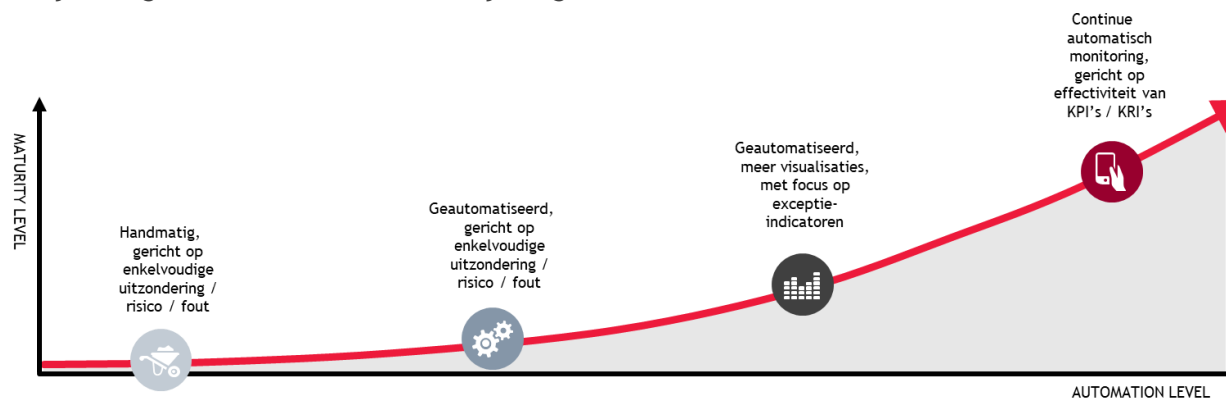 Continue
automatisch
monitoring,
gericht op
effectiviteit van
KPI's / KRI's
MATURITY LEVEL
Geautomatiseerd,
meer visualisaties,
met focus op
exceptie-
indicatoren
Geautomatiseerd,
gericht op
enkelvoudige
uitzondering /
risico / fout
Handmatig,
gericht op
enkelvoudige
uitzondering /
risico / fout
AUTOMATION LEVEL